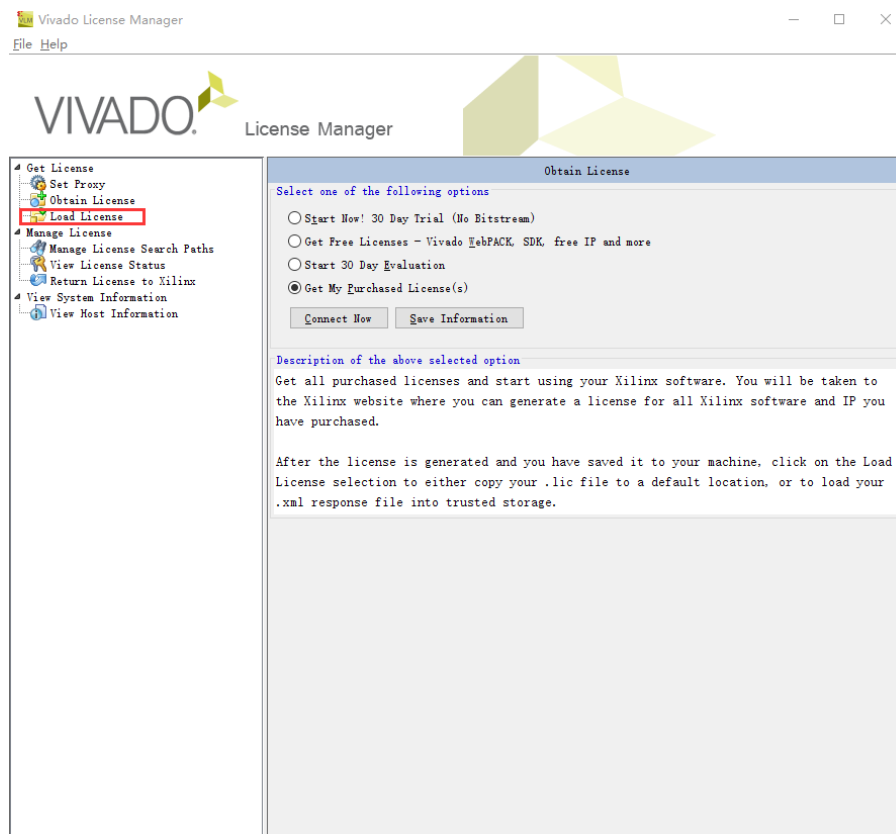 VLM
Vivado License Manager
File Help
VIVADO.
License Manager
Get License
Set Proxy
Obtain License
Load License
Manage License
Manage License Search Paths
View License Status
Return License to Xilinx
View System Information
View Host Information
Obtain License
Select one of the following options
Start Now! 30 Day Trial (No Bitstream)
Get Free Licenses - Vivado WebPACK, SDK, free IP and more
Start 30 Day Evaluation
Get My Purchased License(s)
Connect Now Save Information
Description of the above selected option
Get all purchased licenses and start using your Xilinx software. You will be taken to
the Xilinx website where you can generate a license for all Xilinx software and IP you
have purchased.
After the license is generated and you have saved it to your machine, click on the Load
License selection to either copy your .lic file to a default location, or to load your
.xml response file into trusted storage.